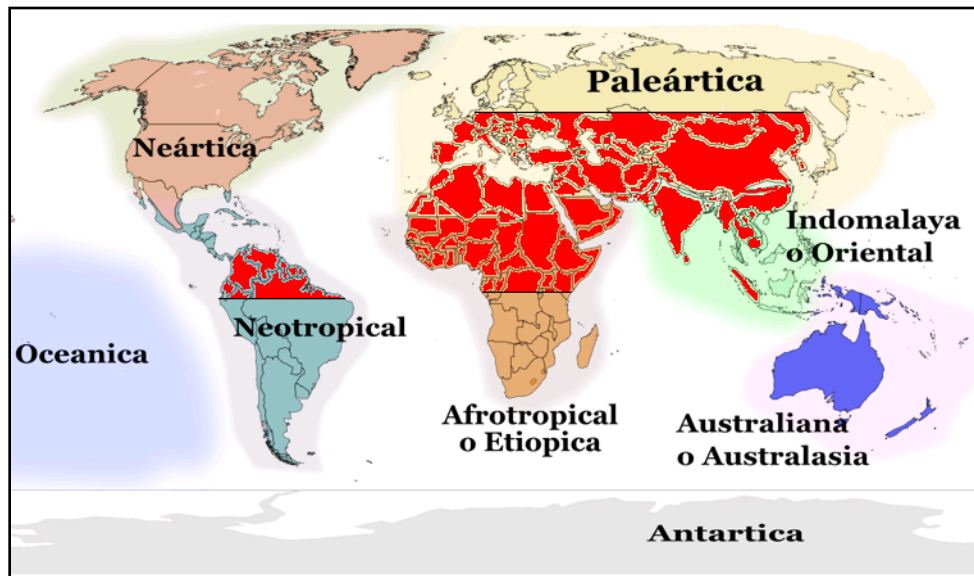 Paleártica
Neártica
Indomalaya
o Oriental
Neotropical
Oceanica
Afrotropical
o Etiopica
Australiana
o Australasia
Antartica